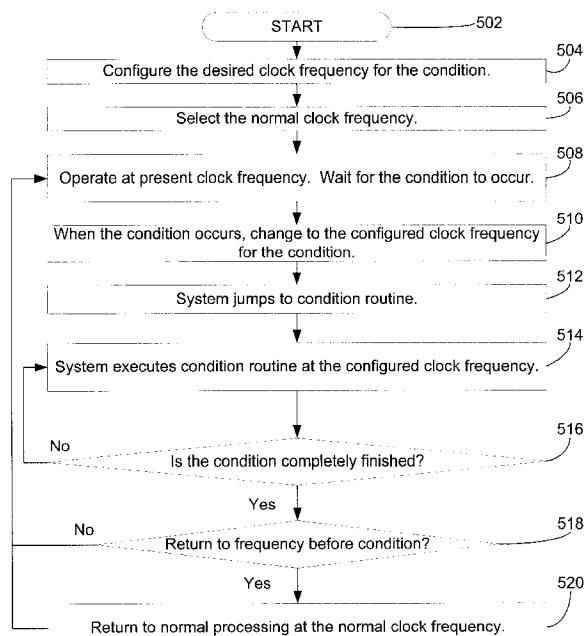 START
502
504
Configure the desired clock frequency for the condition.
506
Select the normal clock frequency.
508
Operate at present clock frequency. Wait for the condition to occur.
510
When the condition occurs, change to the configured clock frequency
for the condition.
512
System jumps to condition routine.
514
System executes condition routine at the configured clock frequency.
516
No
Is the condition completely finished?
Yes
518
No
Return to frequency before condition?
Yes
520
Return to normal processing at the normal clock frequency.